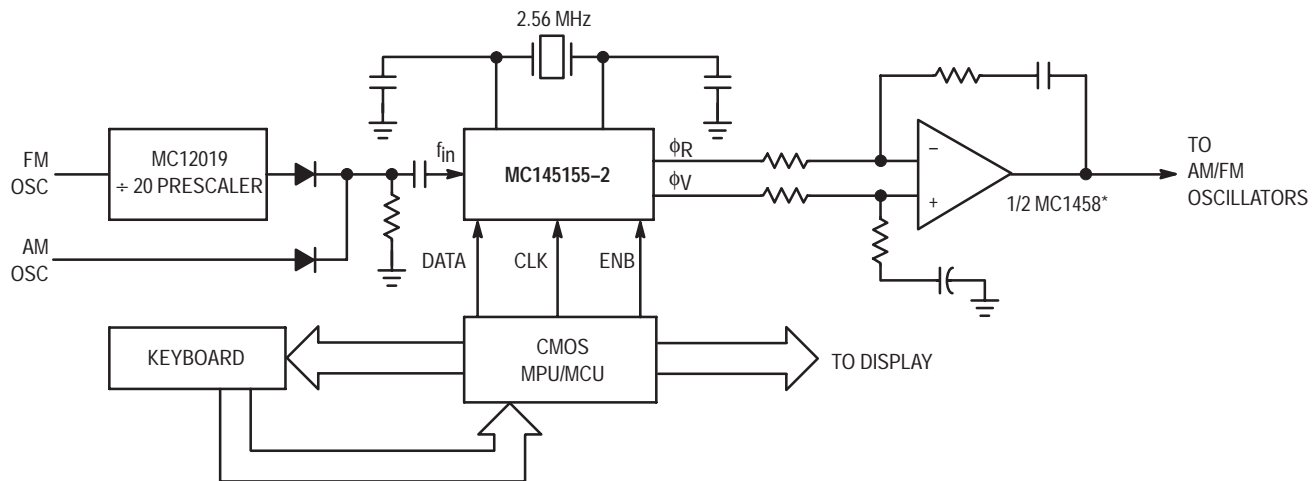 2.56 MHz
FM
OSC
MC12019
÷ 20 PRESCALER
fin
MC145155–2
ϕR
ϕV
–
+
1/2 MC1458*
TO
AM/FM
OSCILLATORS
AM
OSC
DATA
CLK
ENB
KEYBOARD
CMOS
MPU/MCU
TO DISPLAY